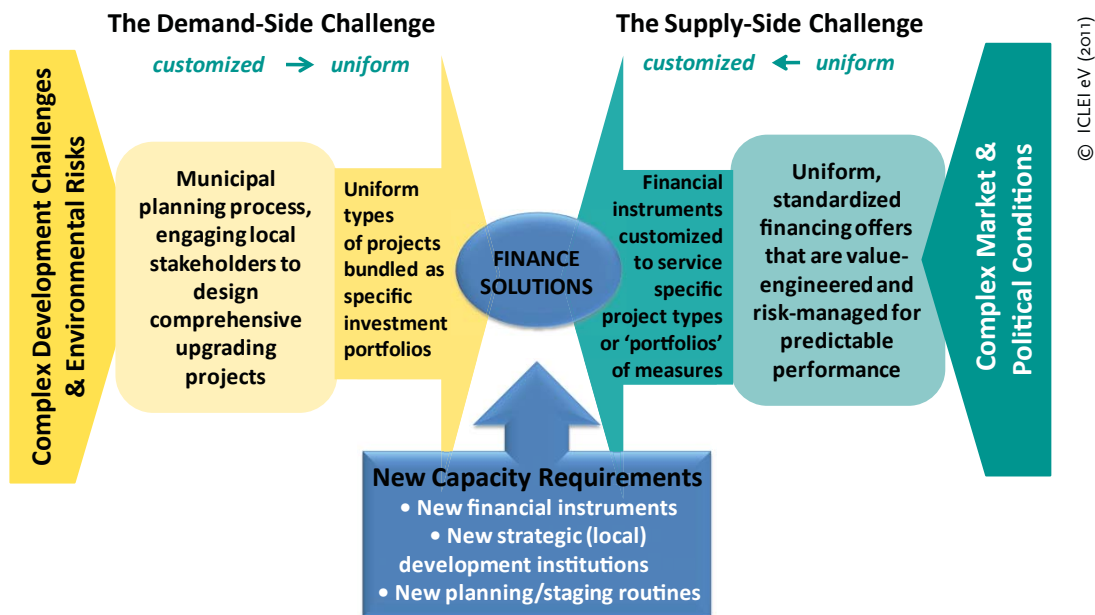 The Demand-Side Challenge
customized → uniform
Complex Development Challenges
& Environmental Risks
Municipal
planning process,
engaging local
stakeholders to
design
comprehensive
upgrading
projects
Uniform
types
of projects
bundled as
specific
investment
portfolios
FINANCE
SOLUTIONS
The Supply-Side Challenge
customized ← uniform
Financial
instruments
customized
to service
specific
project types
or ‘portfolios’
of measures
Uniform,
standardized
financing offers
that are value-
engineered and
risk-managed for
predictable
performance
Complex Market &
Political Conditions
New Capacity Requirements
• New financial instruments
• New strategic (local)
development institutions
• New planning/staging routines
© ICLEI eV (2011)